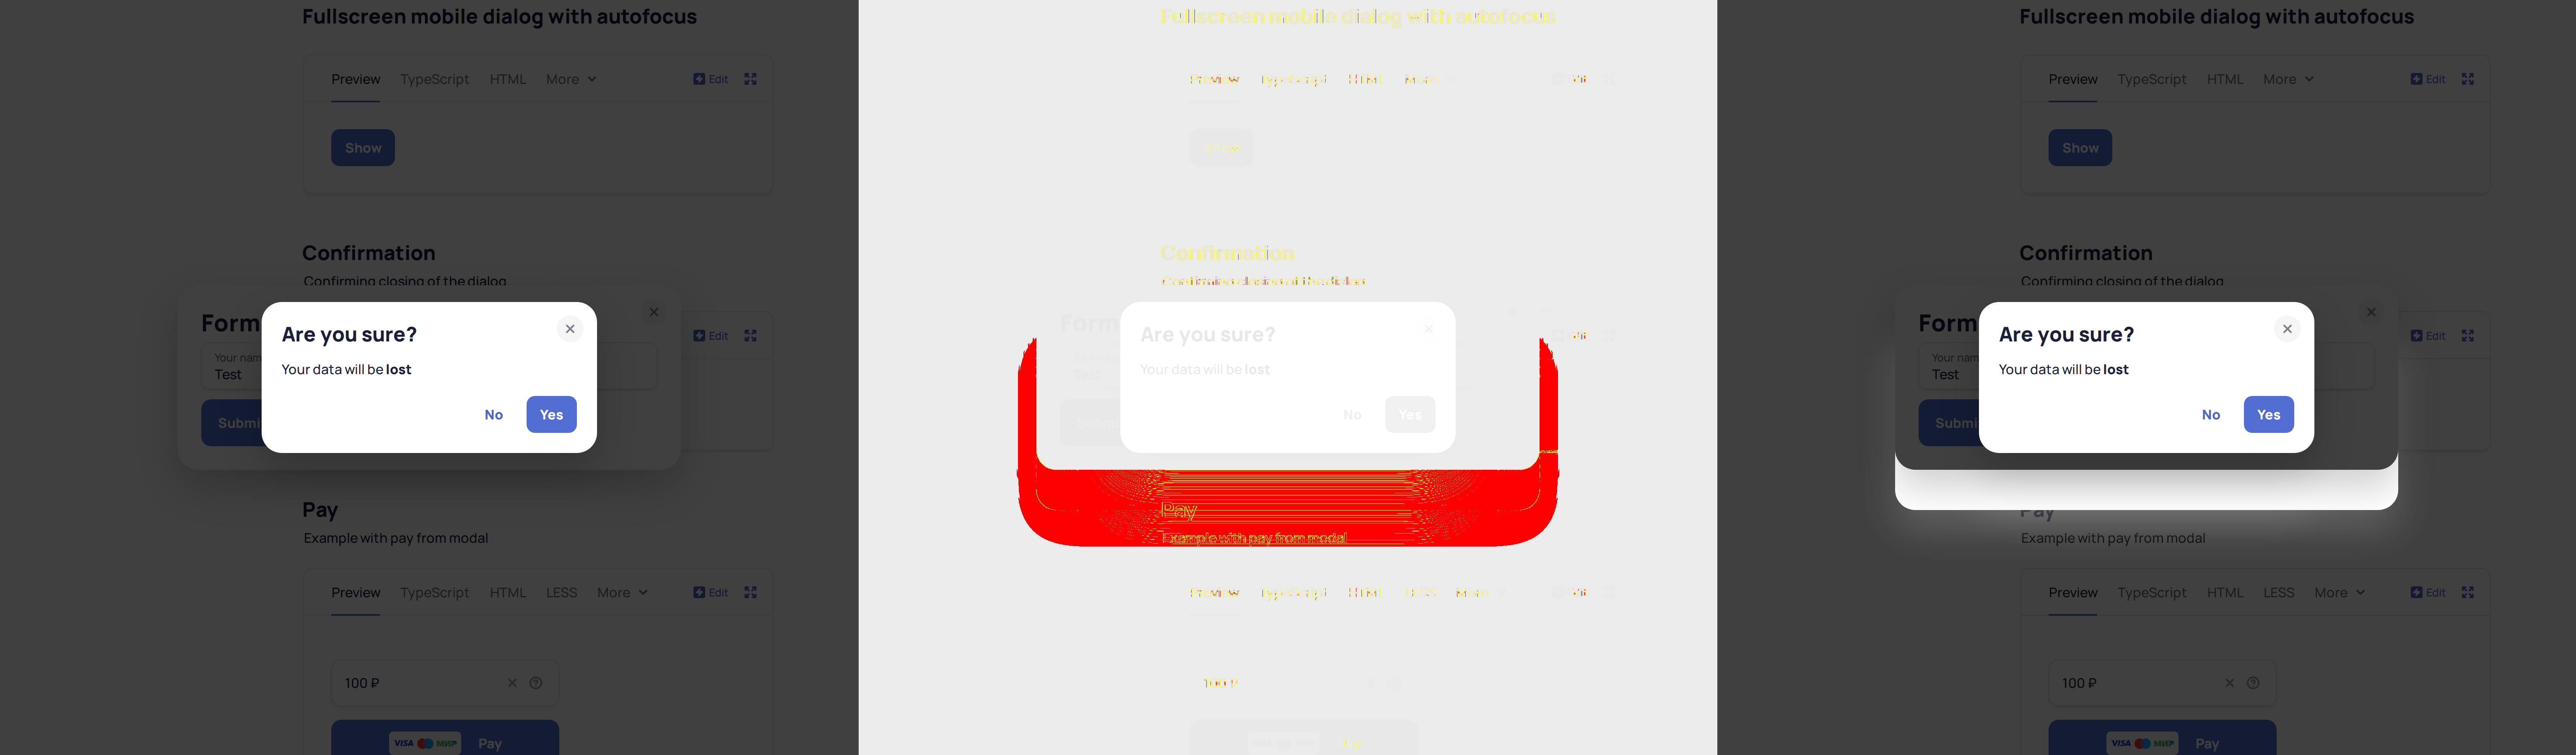 Fullscreen mobile dialog with autofocus
Preview TypeScript HTML More Edit
Show
Confirmation
Confirming closing of the dialog
Form
Edit
Your nam
Test
Submi
Are you sure?
Your data will be lost
No Yes
Pay
Example with pay from modal
Preview TypeScript HTML LESS More Edit
100 ₽
VISA МИР Pay
Fullscreen mobile dialog with autofocus
Preview TypeScript HTML More Edit
Show
Confirmation
Confirming closing of the dialog
Form
Are you sure?
Your data will be lost
No Yes
Pay
Example with pay from modal
Preview TypeScript HTML LESS More Edit
100 ₽
Pay
Fullscreen mobile dialog with autofocus
Preview TypeScript HTML More Edit
Show
Confirmation
Confirming closing of the dialog
Form
Edit
Your nam
Test
Submi
Are you sure?
Your data will be lost
No Yes
Pay
Example with pay from modal
Preview TypeScript HTML LESS More Edit
100 ₽
VISA МИР Pay